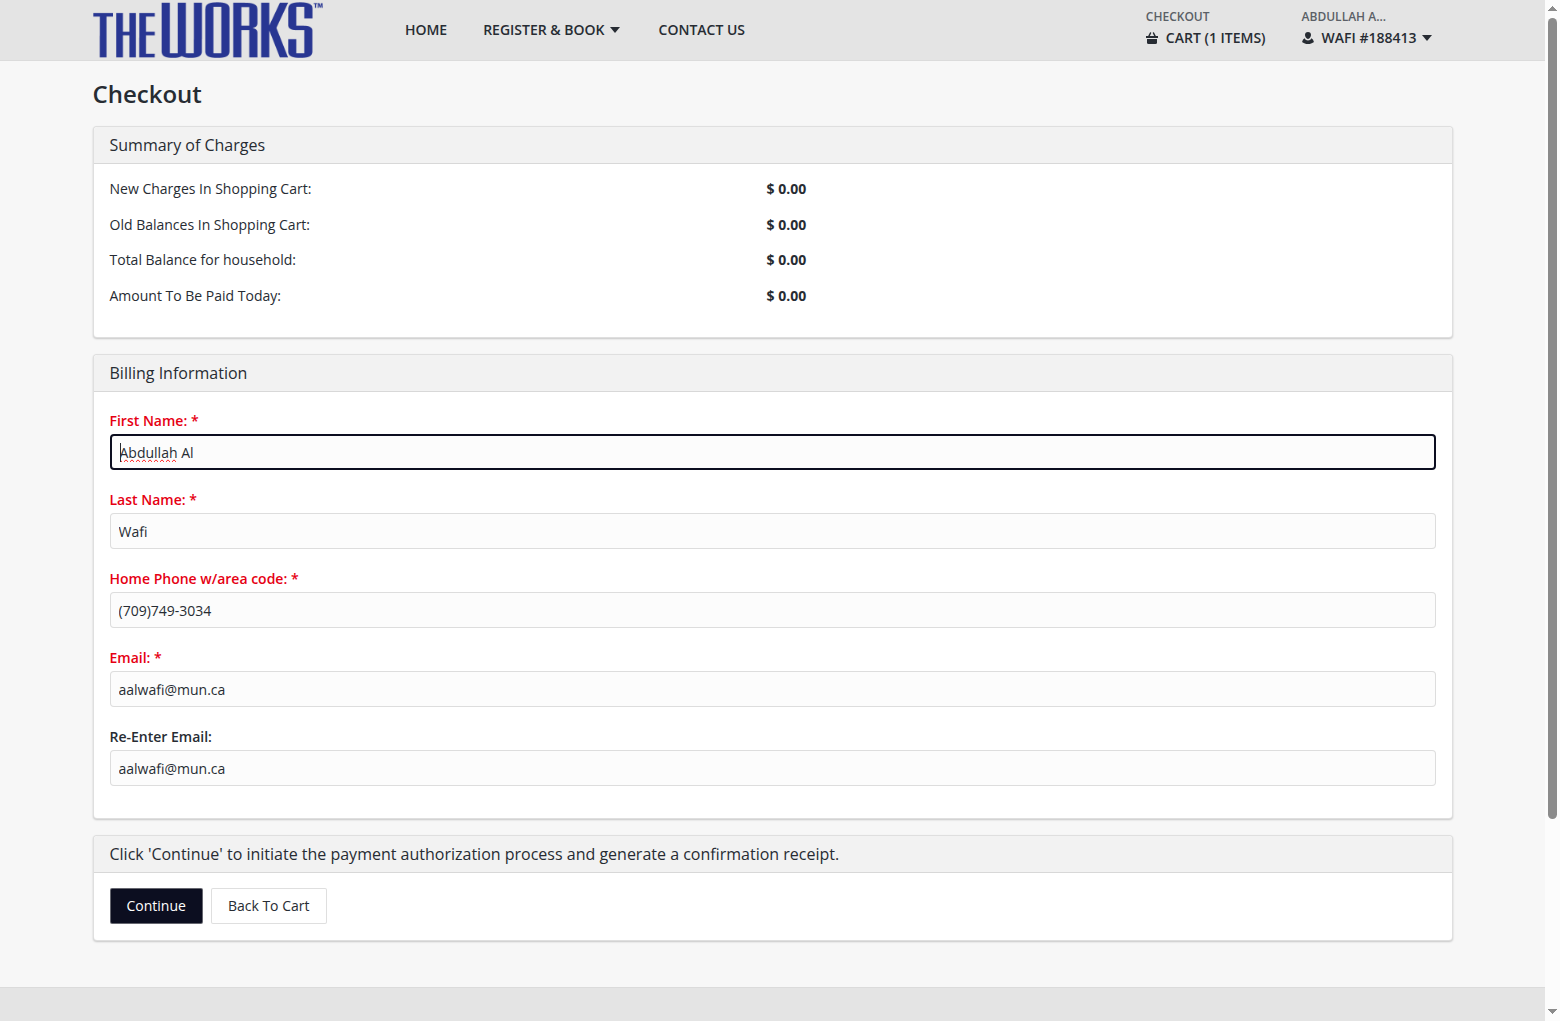 THE WORKS™
HOME
REGISTER & BOOK
CONTACT US
CHECKOUT
CART (1 ITEMS)
ABDULLAH A...
WAFI #188413
Checkout
Summary of Charges
New Charges In Shopping Cart: $ 0.00
Old Balances In Shopping Cart: $ 0.00
Total Balance for household: $ 0.00
Amount To Be Paid Today: $ 0.00
Billing Information
First Name: *
Abdullah Al
Last Name: *
Wafi
Home Phone w/area code: *
(709)749-3034
Email: *
aalwafi@mun.ca
Re-Enter Email:
aalwafi@mun.ca
Click 'Continue' to initiate the payment authorization process and generate a confirmation receipt.
Continue
Back To Cart